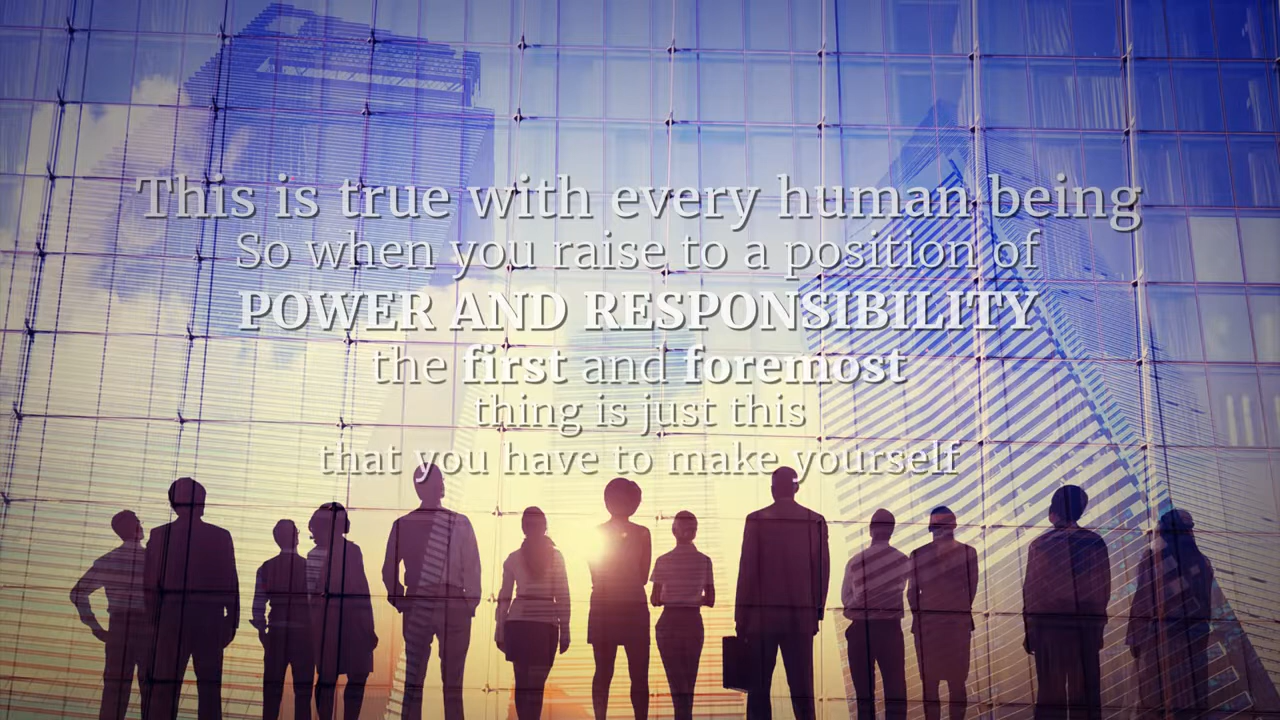 This is true with every human being
So when you raise to a position of
POWER AND RESPONSIBILITY
the first and foremost
thing is just this
that you have to make yourself